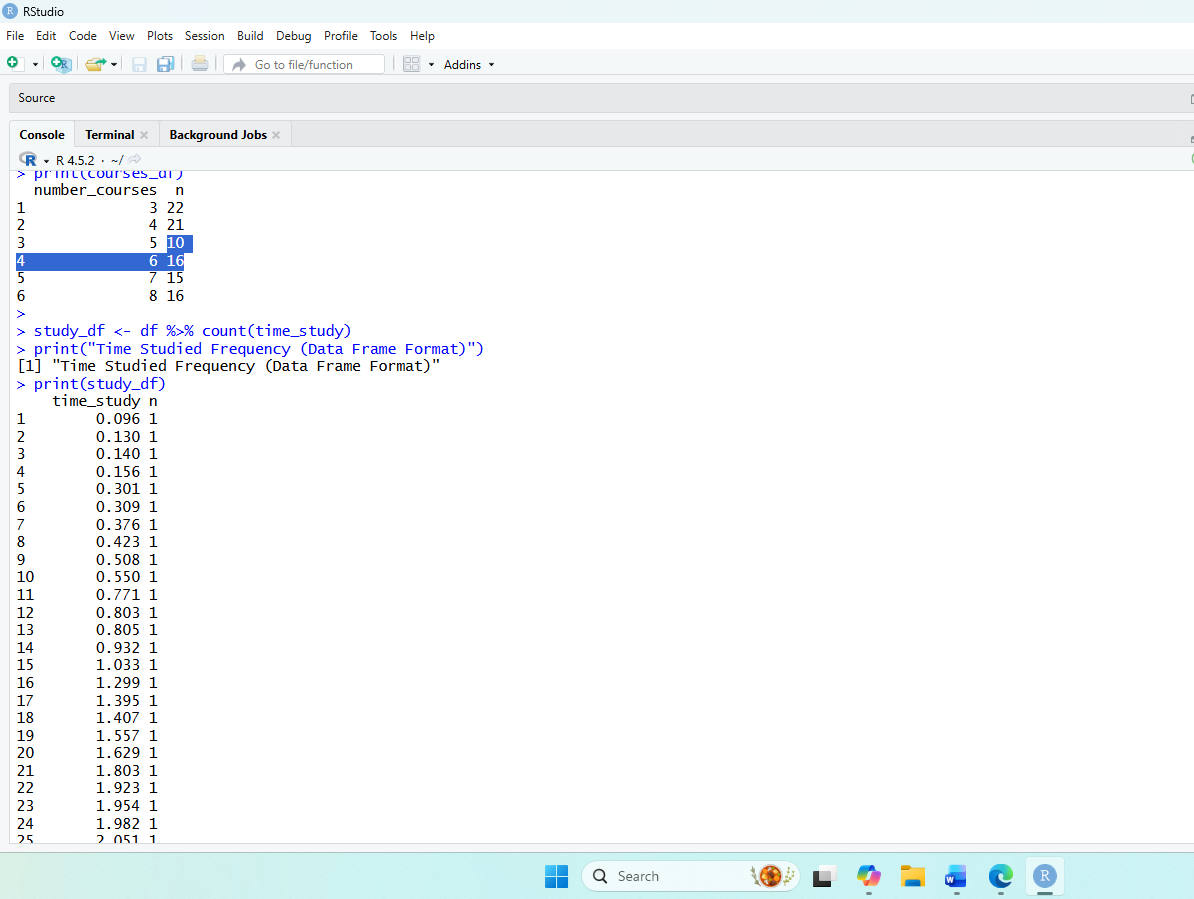 RStudio
File Edit Code View Plots Session Build Debug Profile Tools Help
Go to file/function Addins
Source
Console Terminal Background Jobs
R R 4.5.2 · ~/
> print(courses_df)
  number_courses  n
1              3 22
2              4 21
3              5 10
4              6 16
5              7 15
6              8 16
>
> study_df <- df %>% count(time_study)
> print("Time Studied Frequency (Data Frame Format)")
[1] "Time Studied Frequency (Data Frame Format)"
> print(study_df)
    time_study n
1        0.096 1
2        0.130 1
3        0.140 1
4        0.156 1
5        0.301 1
6        0.309 1
7        0.376 1
8        0.423 1
9        0.508 1
10       0.550 1
11       0.771 1
12       0.803 1
13       0.805 1
14       0.932 1
15       1.033 1
16       1.299 1
17       1.395 1
18       1.407 1
19       1.557 1
20       1.629 1
21       1.803 1
22       1.923 1
23       1.954 1
24       1.982 1
25       2.051 1
Search